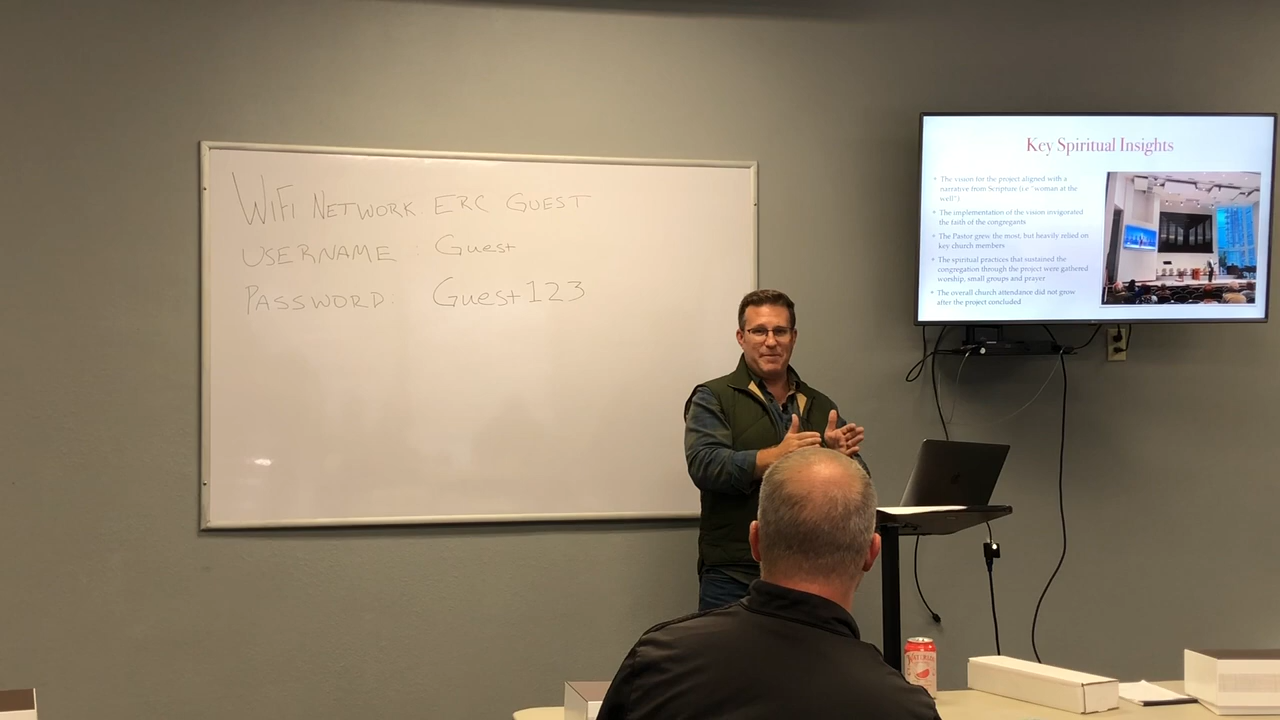 WIFI NETWORK: ERC GUEST
USERNAME : Guest
PASSWORD: Guest123
Key Spiritual Insights
• The vision for the project aligned with a
narrative from Scripture (i.e "woman at the
well")
• The implementation of the vision invigorated
the faith of the congregants
• The Pastor grew the most, but heavily relied on
key church members
• The spiritual practices that sustained the
congregation through the project were gathered
worship, small groups and prayer
• The overall church attendance did not grow
after the project concluded